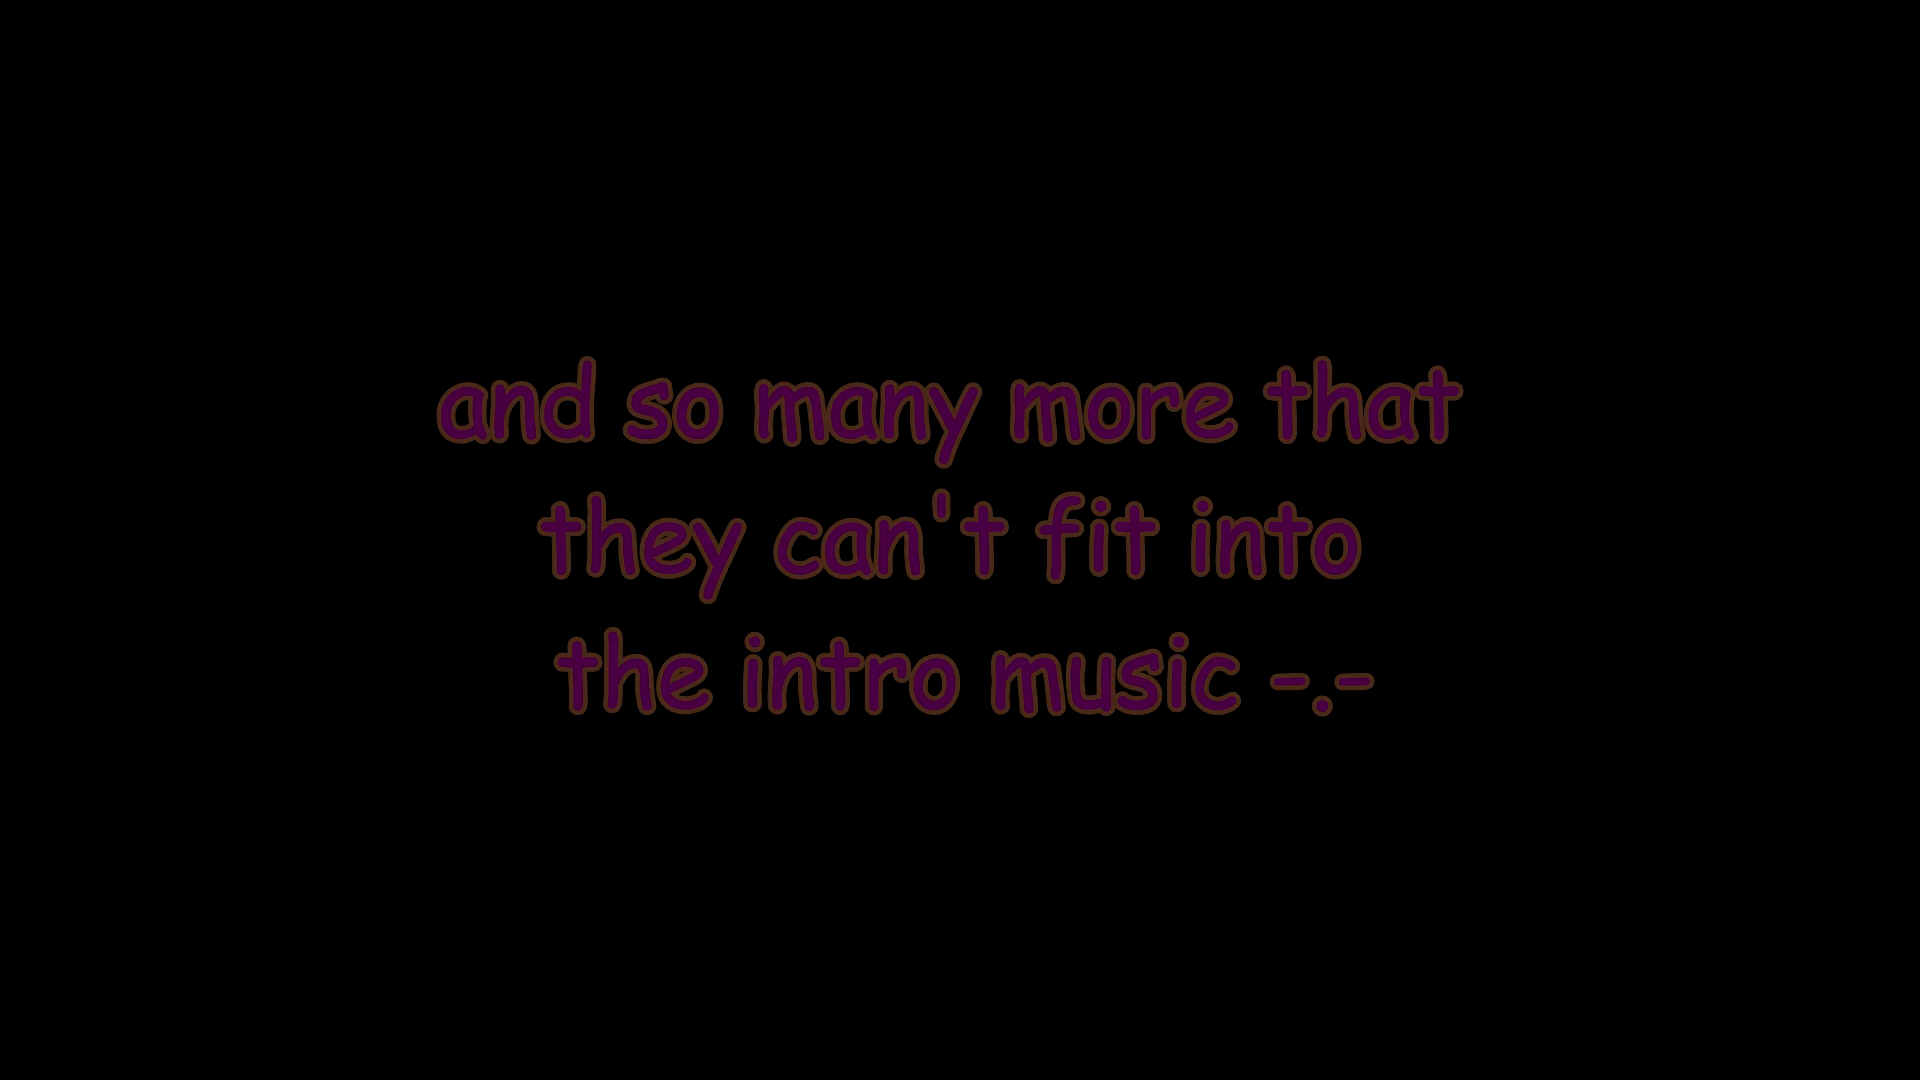 and so many more that
they can't fit into
the intro music -.-